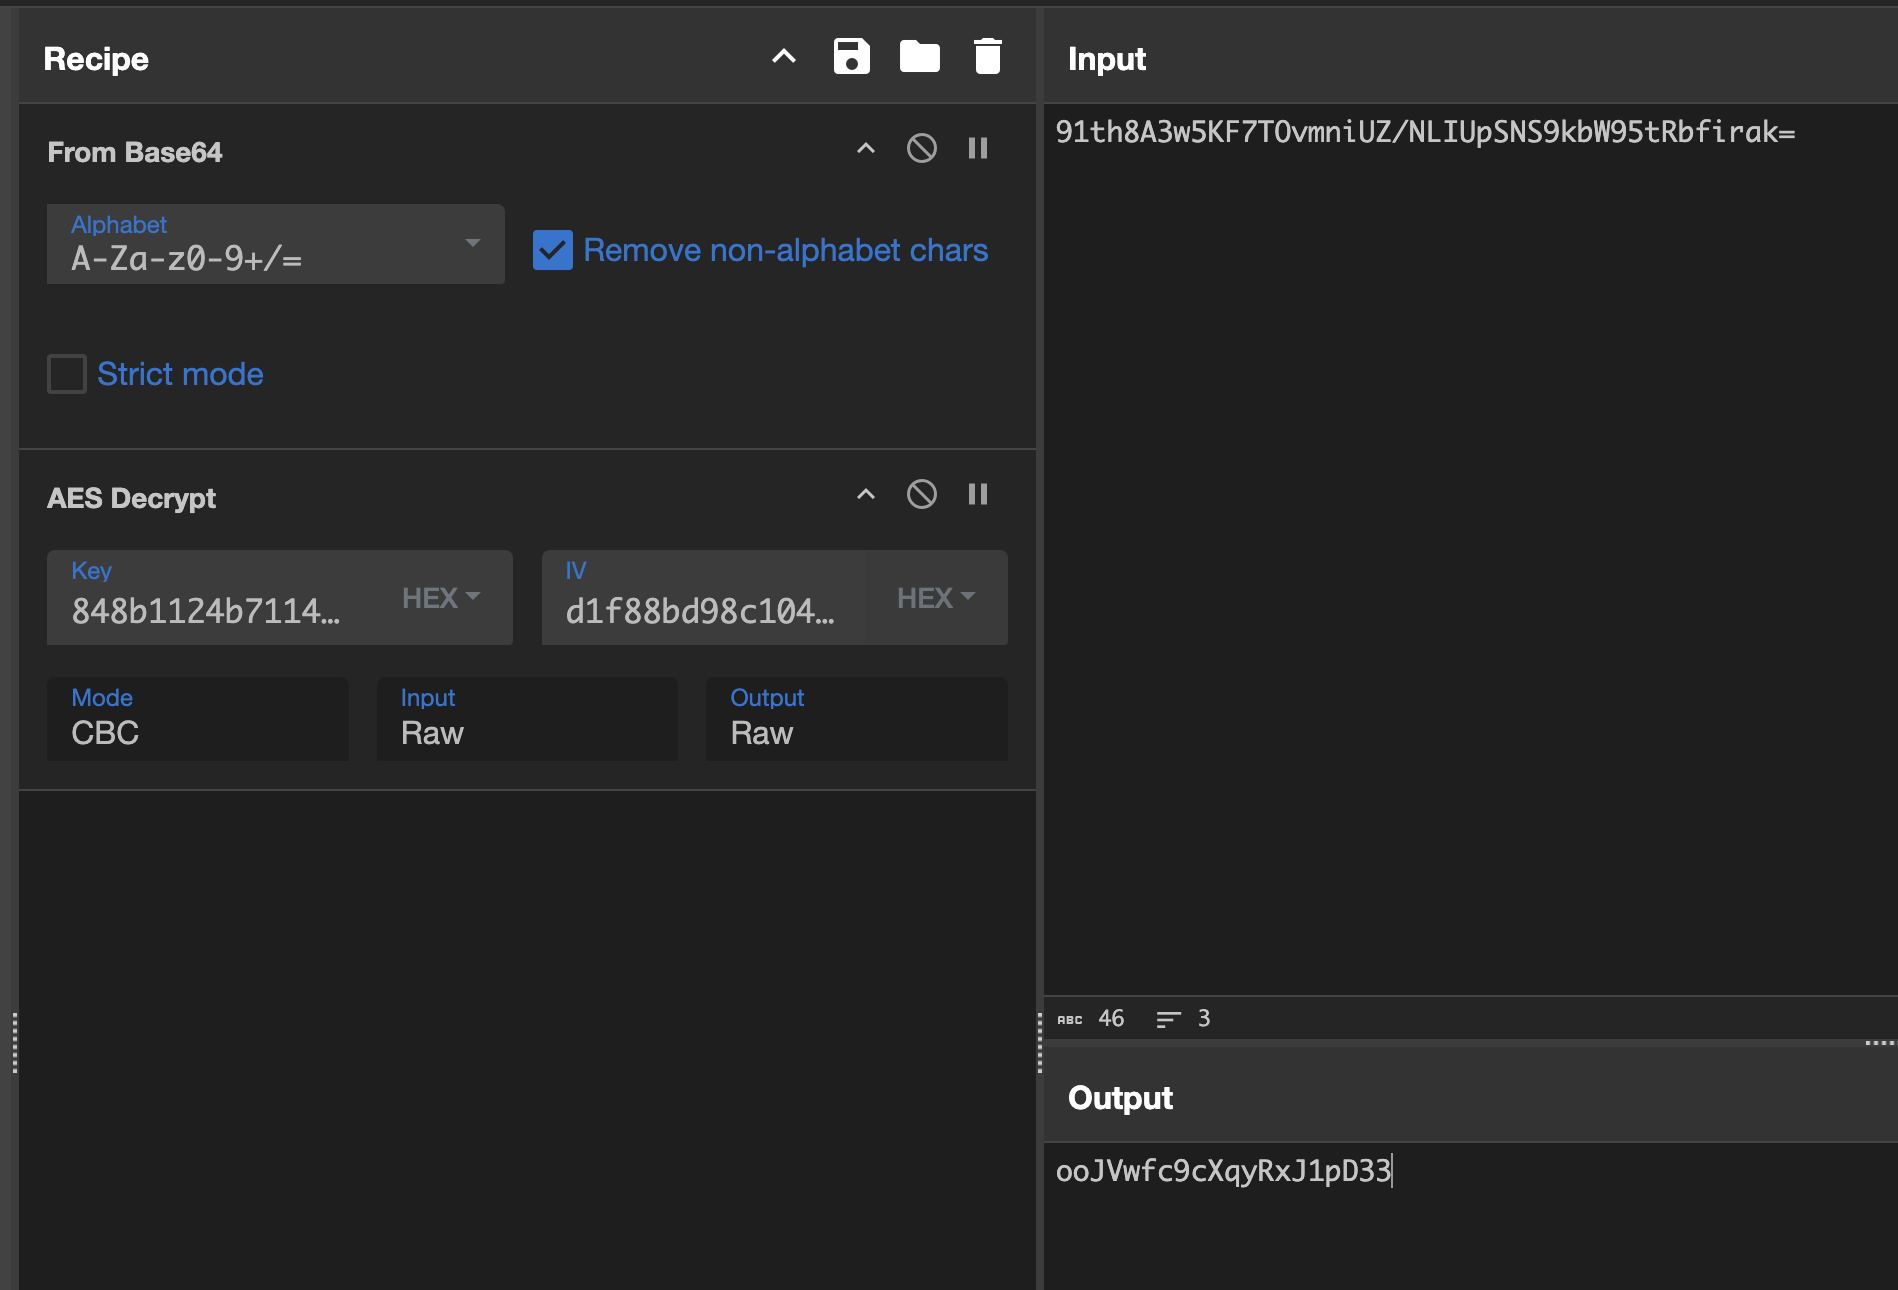 Recipe
From Base64
Alphabet
A-Za-z0-9+/=
Remove non-alphabet chars
Strict mode
AES Decrypt
Key
848b1124b7114…
HEX
IV
d1f88bd98c104…
HEX
Mode
CBC
Input
Raw
Output
Raw
Input
91th8A3w5KF7TOvmniUZ/NLIUpSNS9kbW95tRbfirak=
ABC 46 3
Output
ooJVwfc9cXqyRxJ1pD33